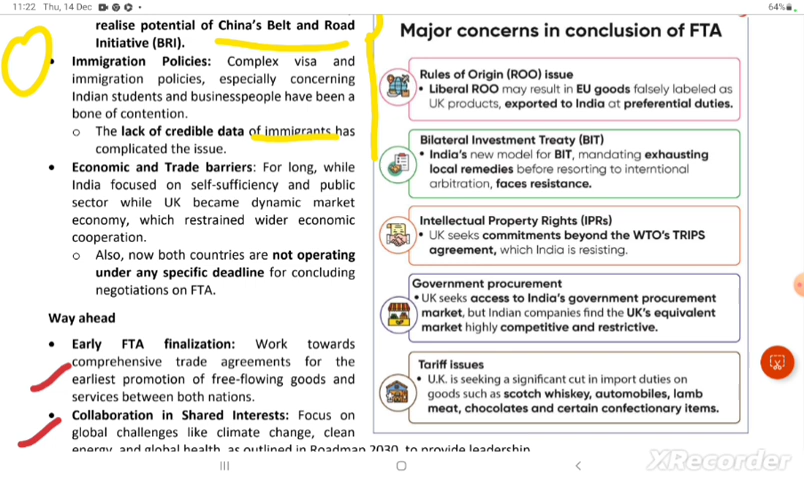 11:22 Thu, 14 Dec
64%
realise potential of China's Belt and Road
Initiative (BRI).
• Immigration Policies: Complex visa and
immigration policies, especially concerning
Indian students and businesspeople have been a
bone of contention.
o The lack of credible data of immigrants has
complicated the issue.
• Economic and Trade barriers: For long, while
India focused on self-sufficiency and public
sector while UK became dynamic market
economy, which restrained wider economic
cooperation.
o Also, now both countries are not operating
under any specific deadline for concluding
negotiations on FTA.
Way ahead
• Early FTA finalization: Work towards
comprehensive trade agreements for the
earliest promotion of free-flowing goods and
services between both nations.
• Collaboration in Shared Interests: Focus on
global challenges like climate change, clean
energy, and global health, as outlined in Roadmap 2030, to provide leadership
Major concerns in conclusion of FTA
Rules of Origin (ROO) issue
• Liberal ROO may result in EU goods falsely labeled as
UK products, exported to India at preferential duties.
Bilateral Investment Treaty (BIT)
• India's new model for BIT, mandating exhausting
local remedies before resorting to interntional
arbitration, faces resistance.
Intellectual Property Rights (IPRs)
• UK seeks commitments beyond the WTO's TRIPS
agreement, which India is resisting.
Government procurement
• UK seeks access to India's government procurement
market, but Indian companies find the UK's equivalent
market highly competitive and restrictive.
Tariff issues
• U.K. is seeking a significant cut in import duties on
goods such as scotch whiskey, automobiles, lamb
meat, chocolates and certain confectionary items.
XRecorder